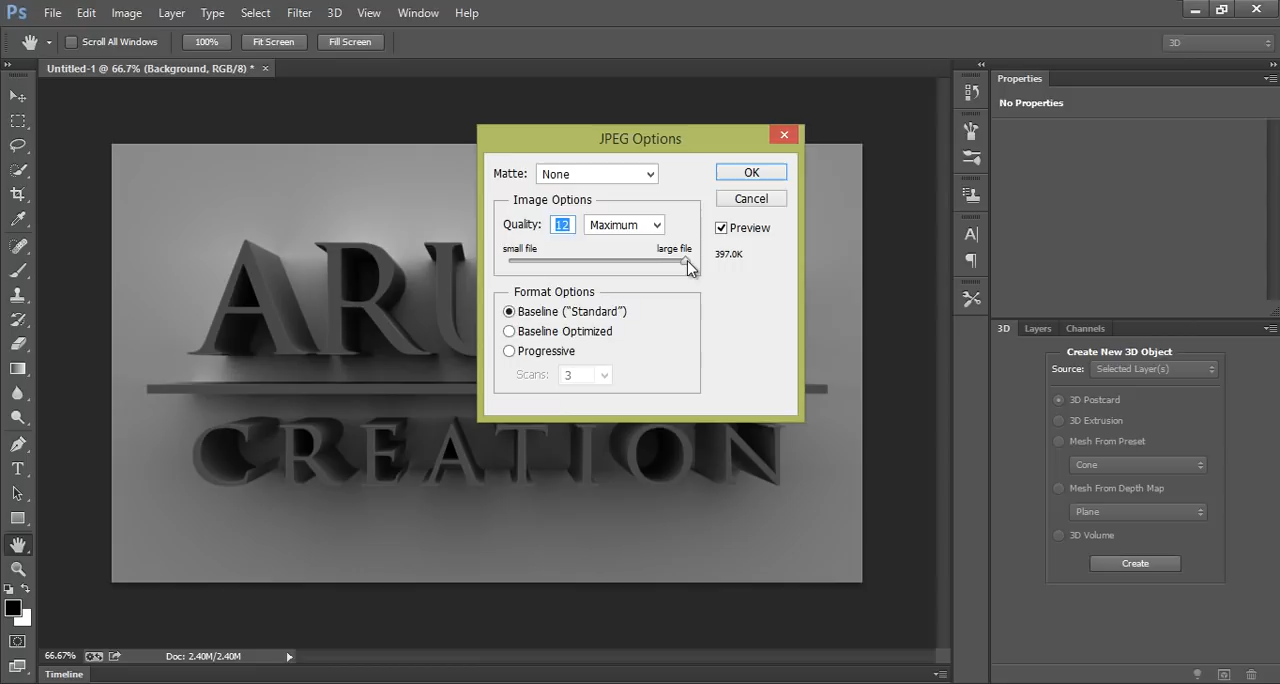 Ps File Edit Image Layer Type Select Filter 3D View Window Help
Scroll All Windows 100% Fit Screen Fill Screen 3D
Untitled-1 @ 66.7% (Background, RGB/8) * ×
Properties
No Properties
JPEG Options
Matte: None OK
Image Options Cancel
Quality: 12 Maximum Preview
small file large file 397.0K
Format Options
Baseline ("Standard")
Baseline Optimized
Progressive
Scans: 3
ARU
CREATION
3D Layers Channels
Create New 3D Object
Source: Selected Layer(s)
3D Postcard
3D Extrusion
Mesh From Preset
Cone
Mesh From Depth Map
Plane
3D Volume
Create
66.67% Doc: 2.40M/2.40M
Timeline